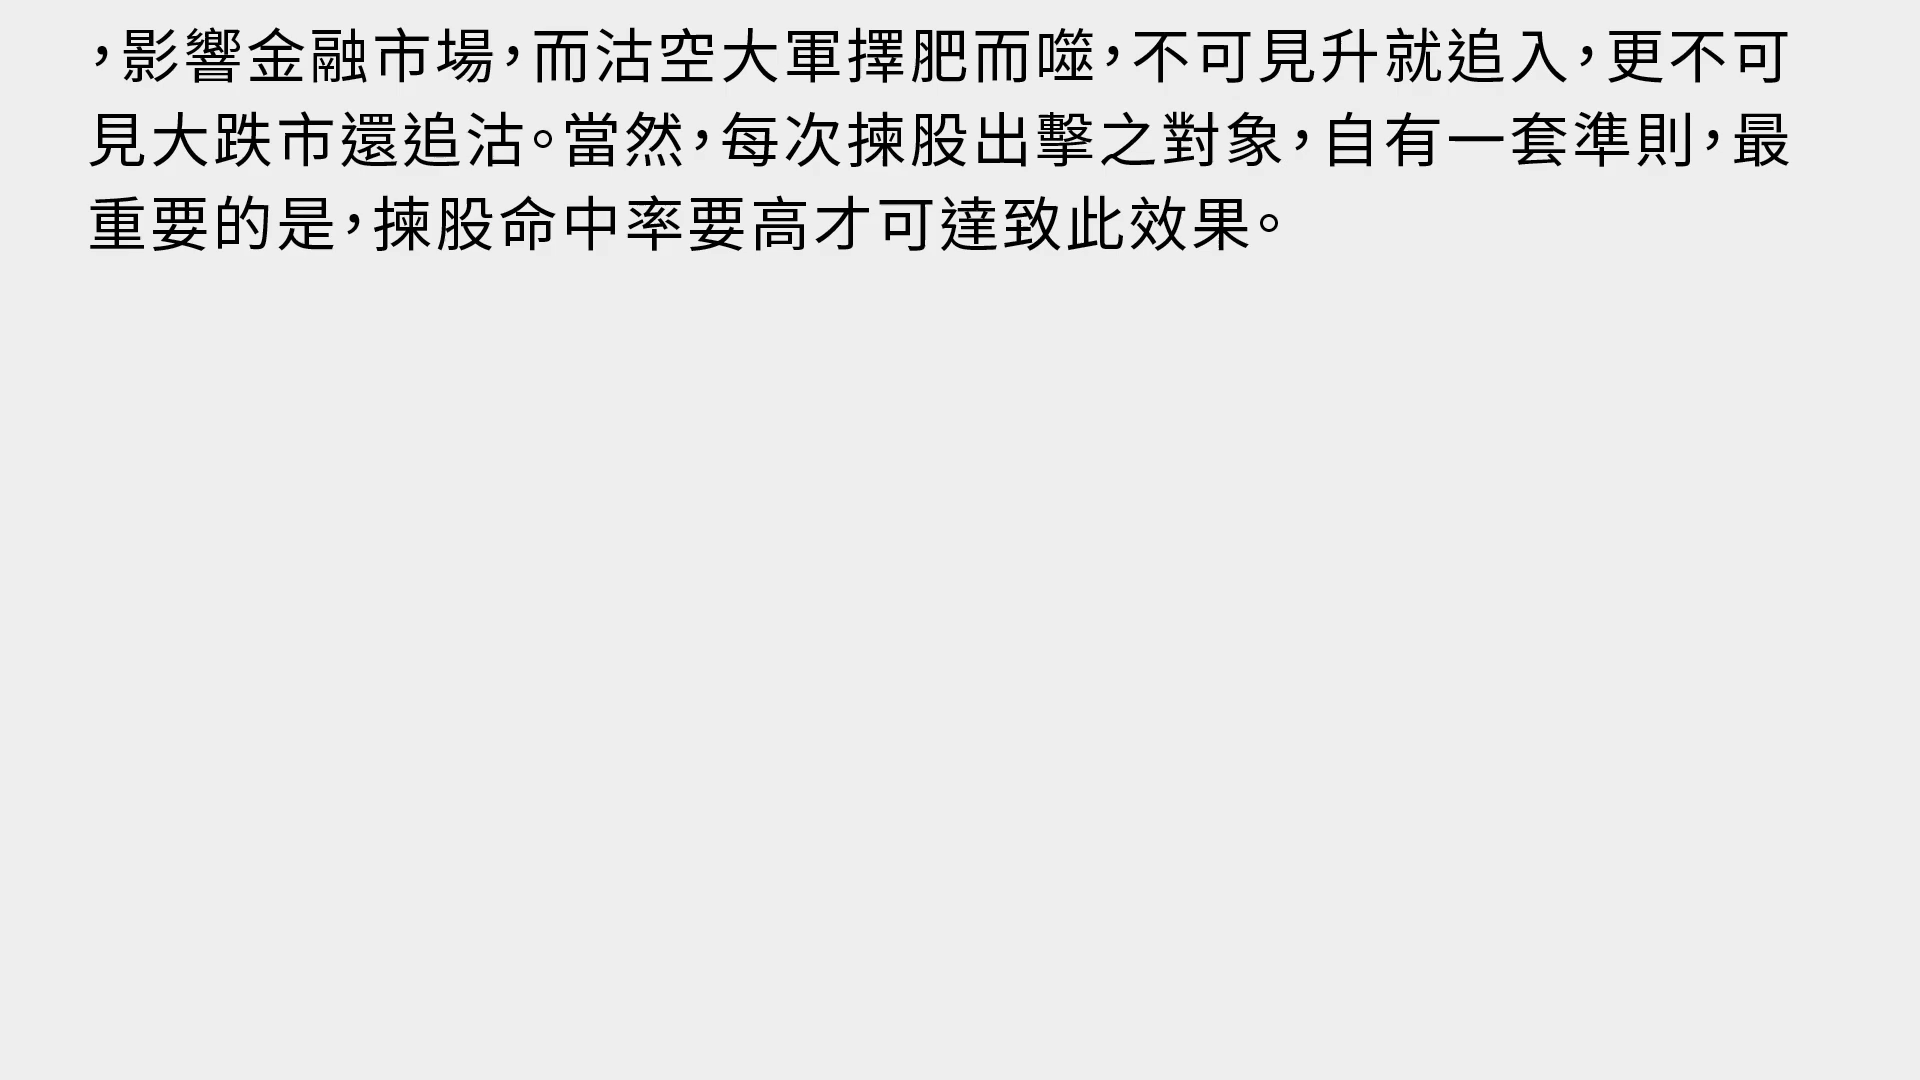 ，影響金融市場，而沽空大軍擇肥而噬，不可見升就追入，更不可
見大跌市還追沽。當然，每次揀股出擊之對象，自有一套準則，最
重要的是，揀股命中率要高才可達致此效果。